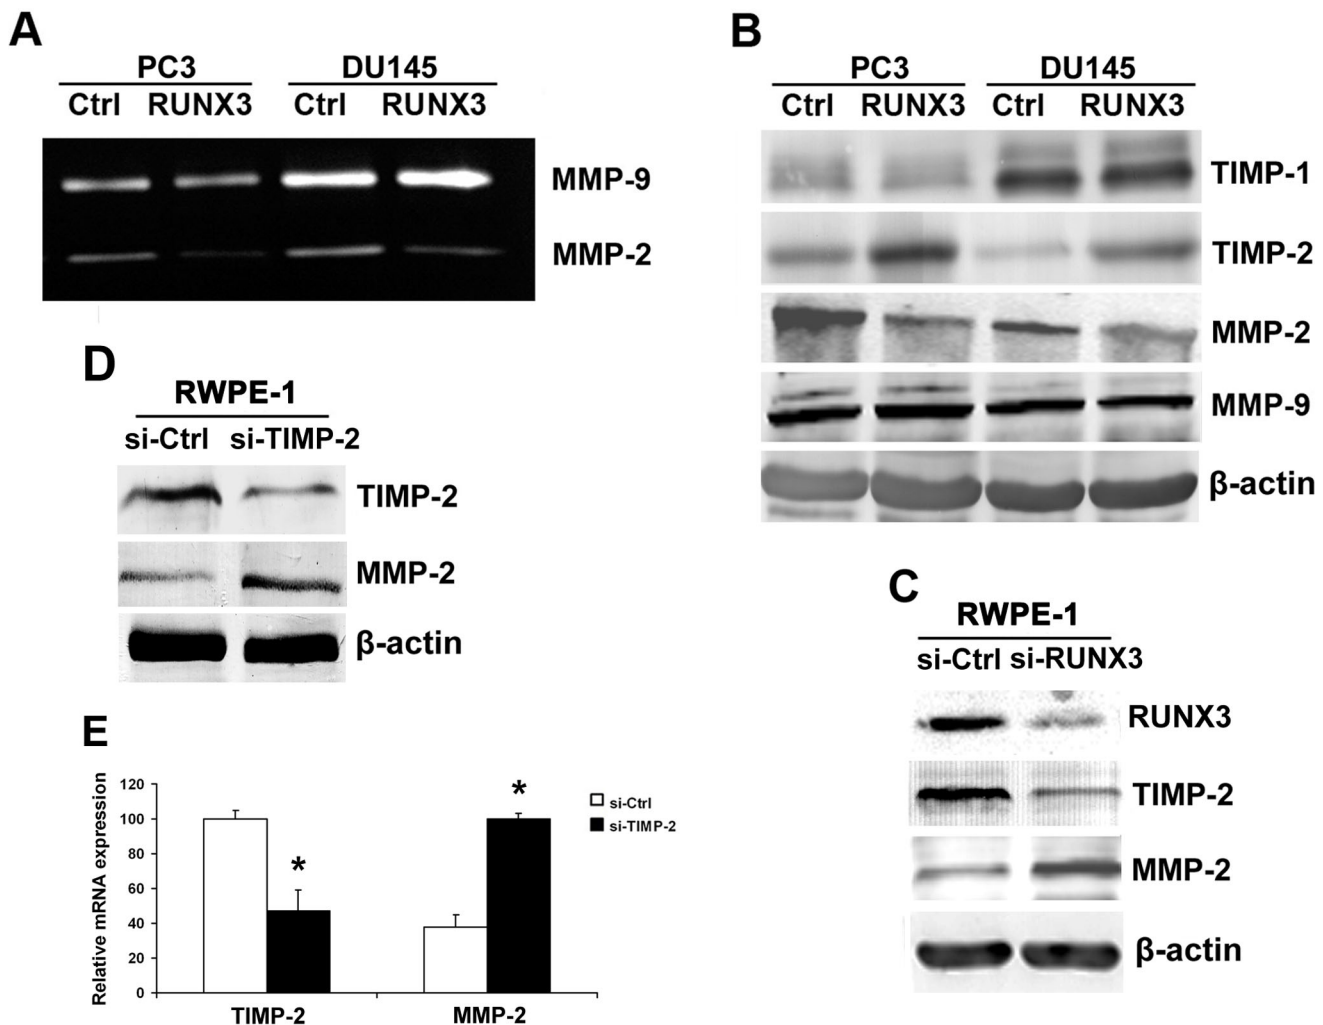 A
PC3 DU145
Ctrl RUNX3 Ctrl RUNX3
MMP-9
MMP-2
B
PC3 DU145
Ctrl RUNX3 Ctrl RUNX3
TIMP-1
TIMP-2
MMP-2
MMP-9
β-actin
D
RWPE-1
si-Ctrl si-TIMP-2
TIMP-2
MMP-2
β-actin
C
RWPE-1
si-Ctrl si-RUNX3
RUNX3
TIMP-2
MMP-2
β-actin
E
Relative mRNA expression
120
100
80
60
40
20
0
*
*
si-Ctrl
si-TIMP-2
TIMP-2 MMP-2